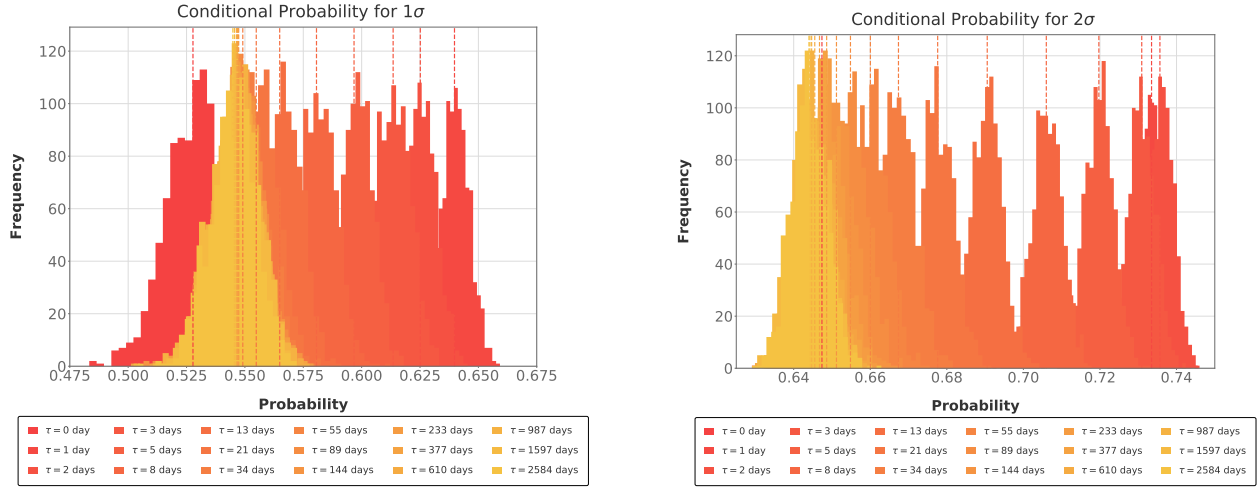 Conditional Probability for 1σ
Frequency
120
100
80
60
40
20
0
0.475 0.500 0.525 0.550 0.575 0.600 0.625 0.650 0.675
Probability
τ = 0 day τ = 3 days τ = 13 days τ = 55 days τ = 233 days τ = 987 days
τ = 1 day τ = 5 days τ = 21 days τ = 89 days τ = 377 days τ = 1597 days
τ = 2 days τ = 8 days τ = 34 days τ = 144 days τ = 610 days τ = 2584 days
Conditional Probability for 2σ
Frequency
120
100
80
60
40
20
0
0.64 0.66 0.68 0.70 0.72 0.74
Probability
τ = 0 day τ = 3 days τ = 13 days τ = 55 days τ = 233 days τ = 987 days
τ = 1 day τ = 5 days τ = 21 days τ = 89 days τ = 377 days τ = 1597 days
τ = 2 days τ = 8 days τ = 34 days τ = 144 days τ = 610 days τ = 2584 days